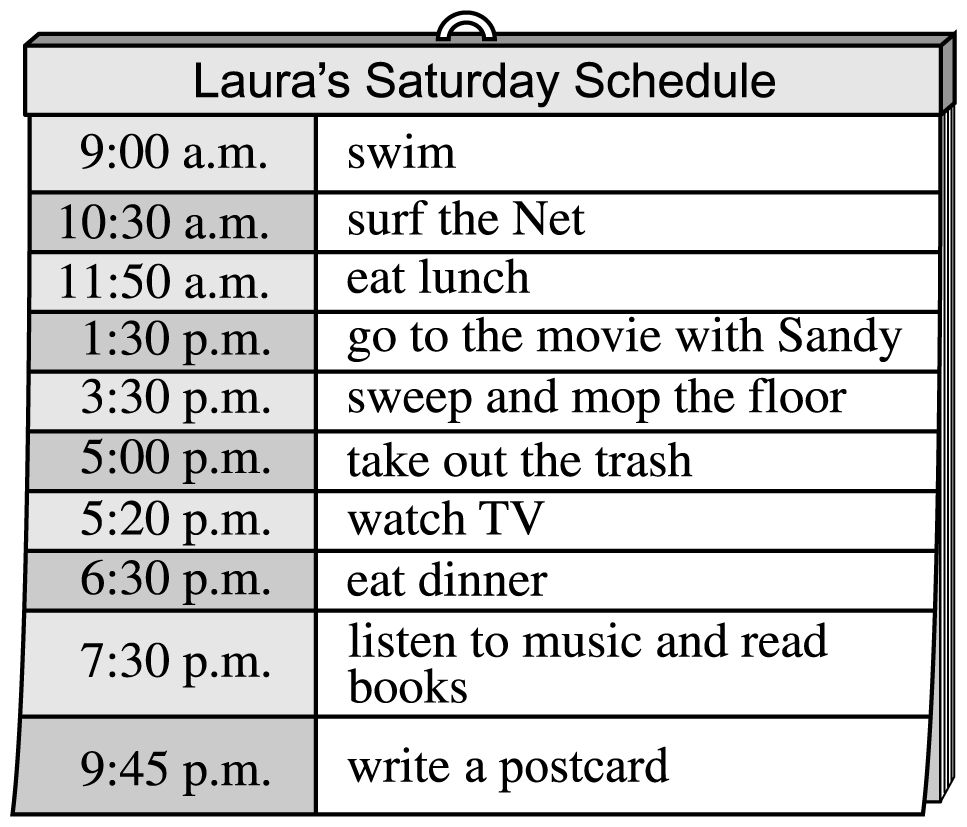 Laura’s Saturday Schedule
9:00 a.m. swim
10:30 a.m. surf the Net
11:50 a.m. eat lunch
1:30 p.m. go to the movie with Sandy
3:30 p.m. sweep and mop the floor
5:00 p.m. take out the trash
5:20 p.m. watch TV
6:30 p.m. eat dinner
7:30 p.m. listen to music and read
books
9:45 p.m. write a postcard